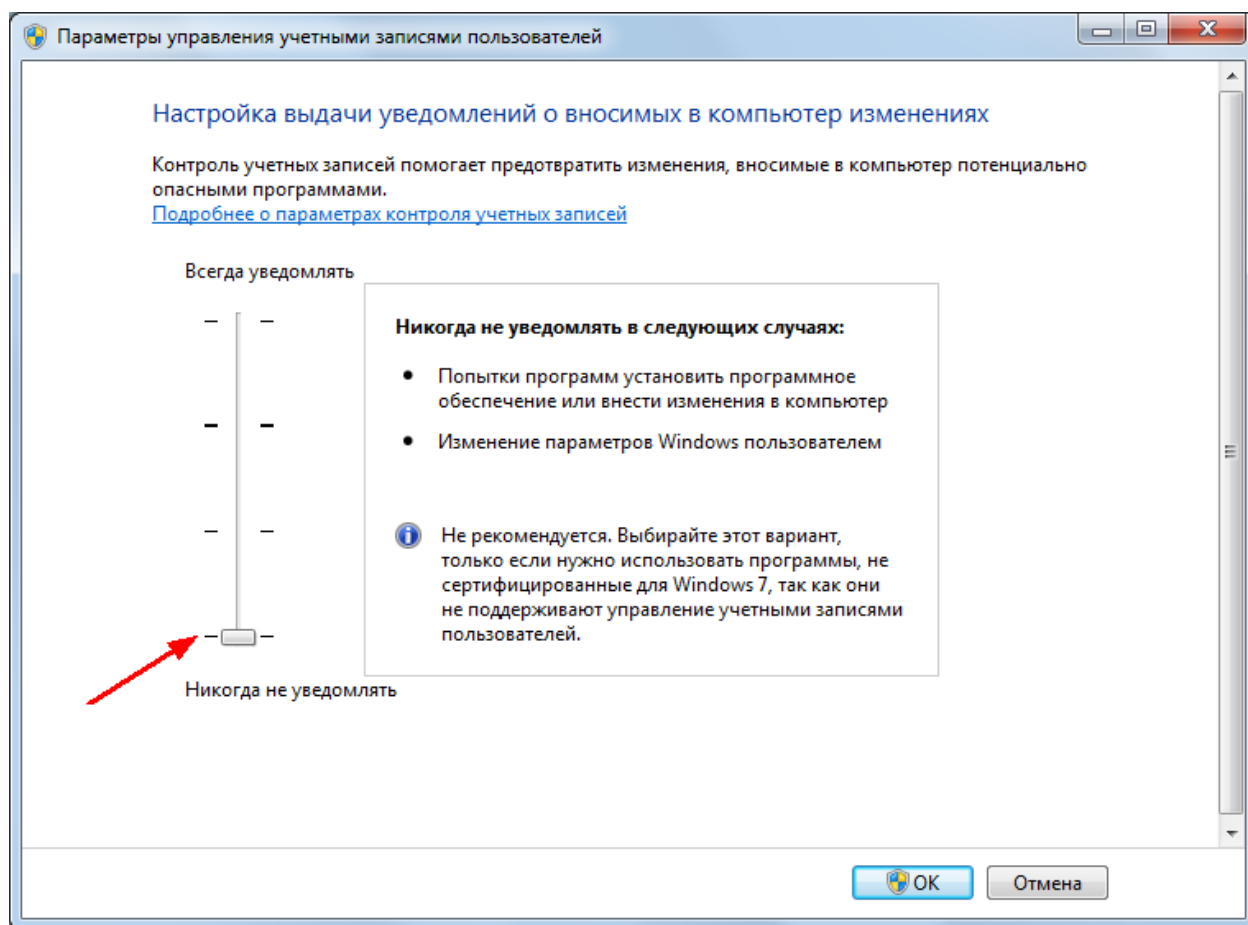 Параметры управления учетными записями пользователей
Настройка выдачи уведомлений о вносимых в компьютер изменениях
Контроль учетных записей помогает предотвратить изменения, вносимые в компьютер потенциально
опасными программами.
Подробнее о параметрах контроля учетных записей
Всегда уведомлять
Никогда не уведомлять в следующих случаях:
Попытки программ установить программное
обеспечение или внести изменения в компьютер
Изменение параметров Windows пользователем
Не рекомендуется. Выбирайте этот вариант,
только если нужно использовать программы, не
сертифицированные для Windows 7, так как они
не поддерживают управление учетными записями
пользователей.
Никогда не уведомлять
OK
Отмена